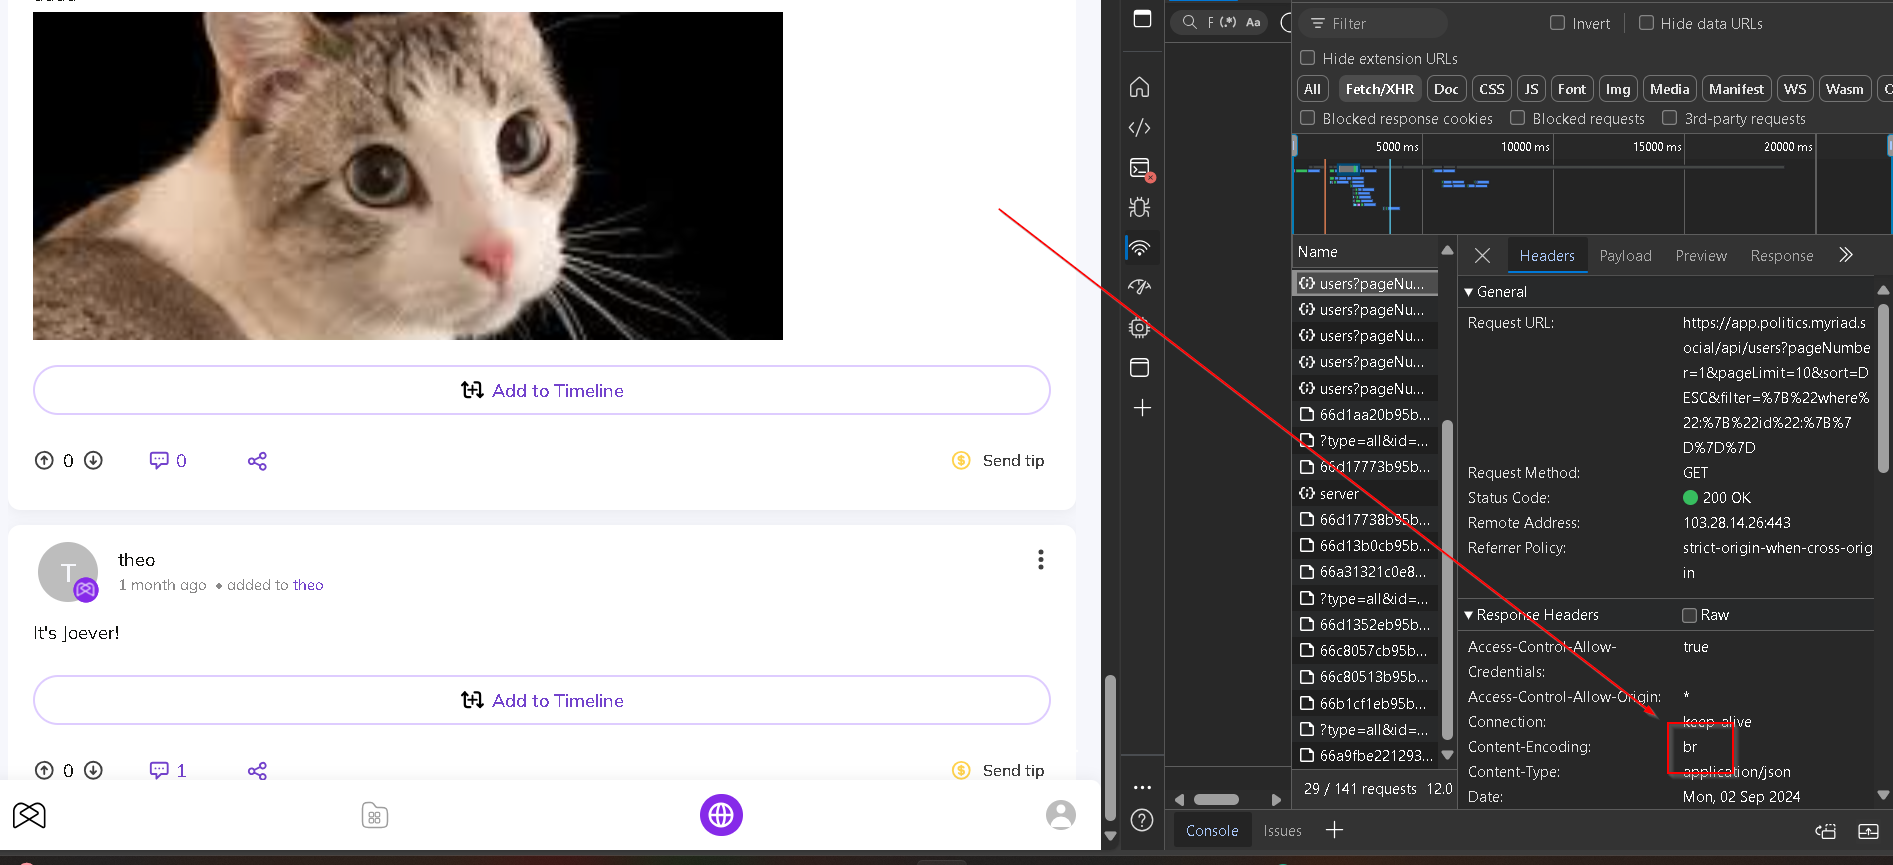 Add to Timeline
0
0
Send tip
T
theo
1 month ago • added to theo
It's Joever!
Add to Timeline
0
1
Send tip
F (.*) Aa
Filter
Invert
Hide data URLs
Hide extension URLs
All Fetch/XHR Doc CSS JS Font Img Media Manifest WS Wasm
Blocked response cookies
Blocked requests
3rd-party requests
5000 ms
10000 ms
15000 ms
20000 ms
Name
users?pageNu...
users?pageNu...
users?pageNu...
users?pageNu...
users?pageNu...
66d1aa20b95b...
?type=all&id=...
66d17773b95b...
server
66d17738b95b...
66d13b0cb95b...
66a31321c0e8...
?type=all&id=...
66d1352eb95b...
66c8057cb95b...
66c80513b95b...
66b1cf1eb95b...
?type=all&id=...
66a9fbe221293...
29 / 141 requests 12.0
Headers Payload Preview Response
General
Request URL:
https://app.politics.myriad.s
ocial/api/users?pageNumbe
r=1&pageLimit=10&sort=D
ESC&filter=%7B%22where%
22:%7B%22id%22:%7B%7
D%7D%7D
Request Method: GET
Status Code: 200 OK
Remote Address: 103.28.14.26:443
Referrer Policy: strict-origin-when-cross-orig
in
Response Headers
Raw
Access-Control-Allow- true
Credentials:
Access-Control-Allow-Origin: *
Connection: keep-alive
Content-Encoding: br
Content-Type: application/json
Date: Mon, 02 Sep 2024
Console Issues